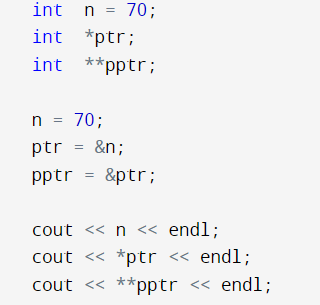 int  n = 70;
int  *ptr;
int  **pptr;
n = 70;
ptr = &n;
pptr = &ptr;
cout << n << endl;
cout << *ptr << endl;
cout << **pptr << endl;